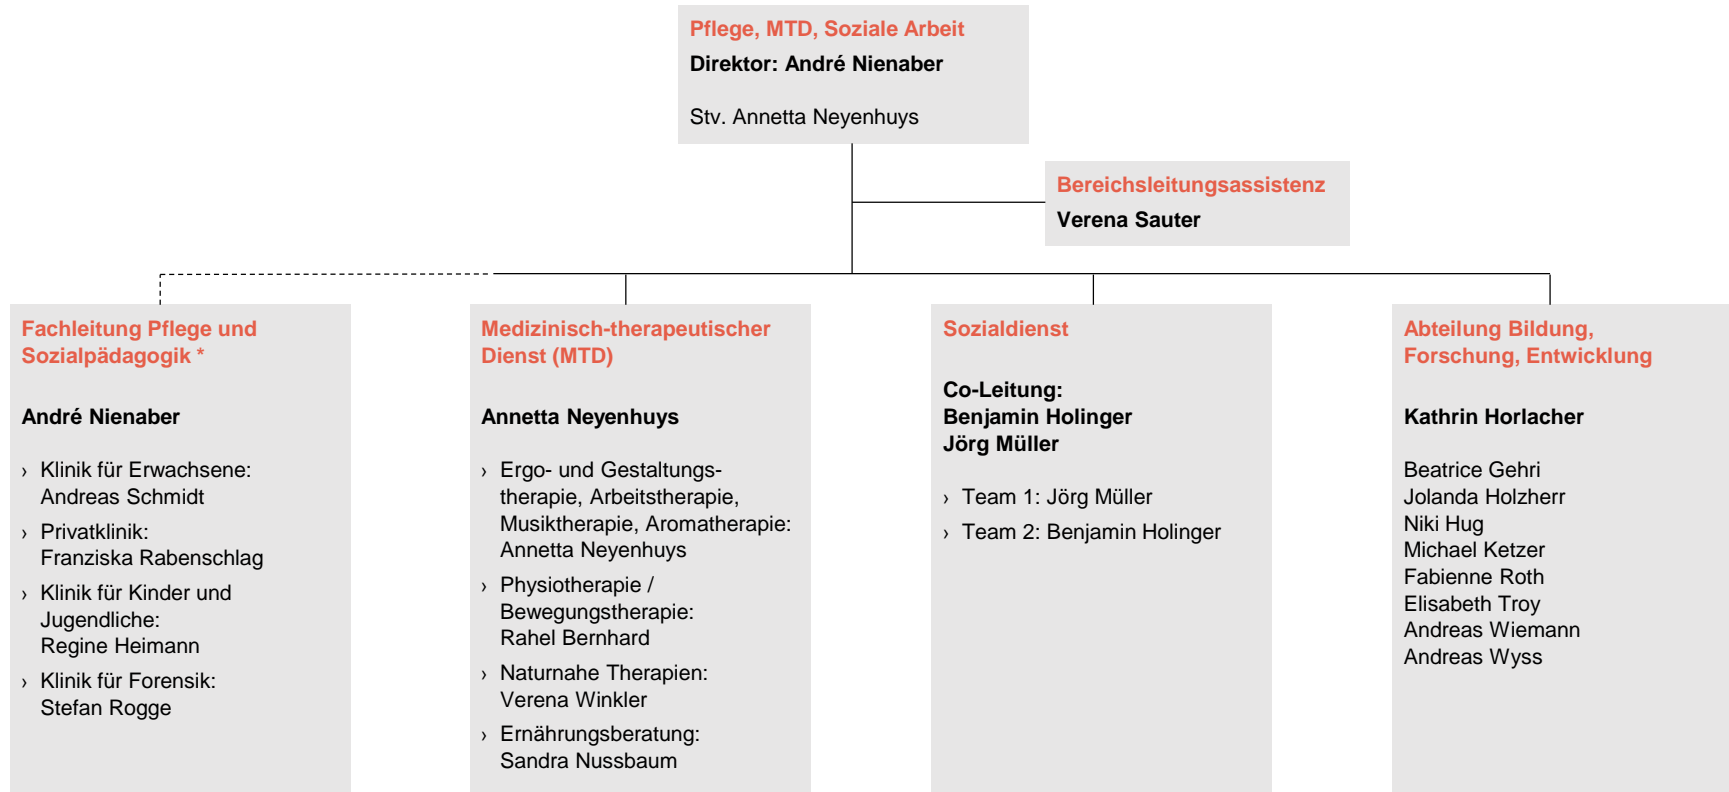 Pflege, MTD, Soziale Arbeit
Direktor: André Nienaber
Stv. Annetta Neyenhuys
Bereichsleitungsassistenz
Verena Sauter
Fachleitung Pflege und
Sozialpädagogik *
André Nienaber
› Klinik für Erwachsene:
Andreas Schmidt
› Privatklinik:
Franziska Rabenschlag
› Klinik für Kinder und
Jugendliche:
Regine Heimann
› Klinik für Forensik:
Stefan Rogge
Medizinisch-therapeutischer
Dienst (MTD)
Annetta Neyenhuys
› Ergo- und Gestaltungs-
therapie, Arbeitstherapie,
Musiktherapie, Aromatherapie:
Annetta Neyenhuys
› Physiotherapie /
Bewegungstherapie:
Rahel Bernhard
› Naturnahe Therapien:
Verena Winkler
› Ernährungsberatung:
Sandra Nussbaum
Sozialdienst
Co-Leitung:
Benjamin Holinger
Jörg Müller
› Team 1: Jörg Müller
› Team 2: Benjamin Holinger
Abteilung Bildung,
Forschung, Entwicklung
Kathrin Horlacher
Beatrice Gehri
Jolanda Holzherr
Niki Hug
Michael Ketzer
Fabienne Roth
Elisabeth Troy
Andreas Wiemann
Andreas Wyss